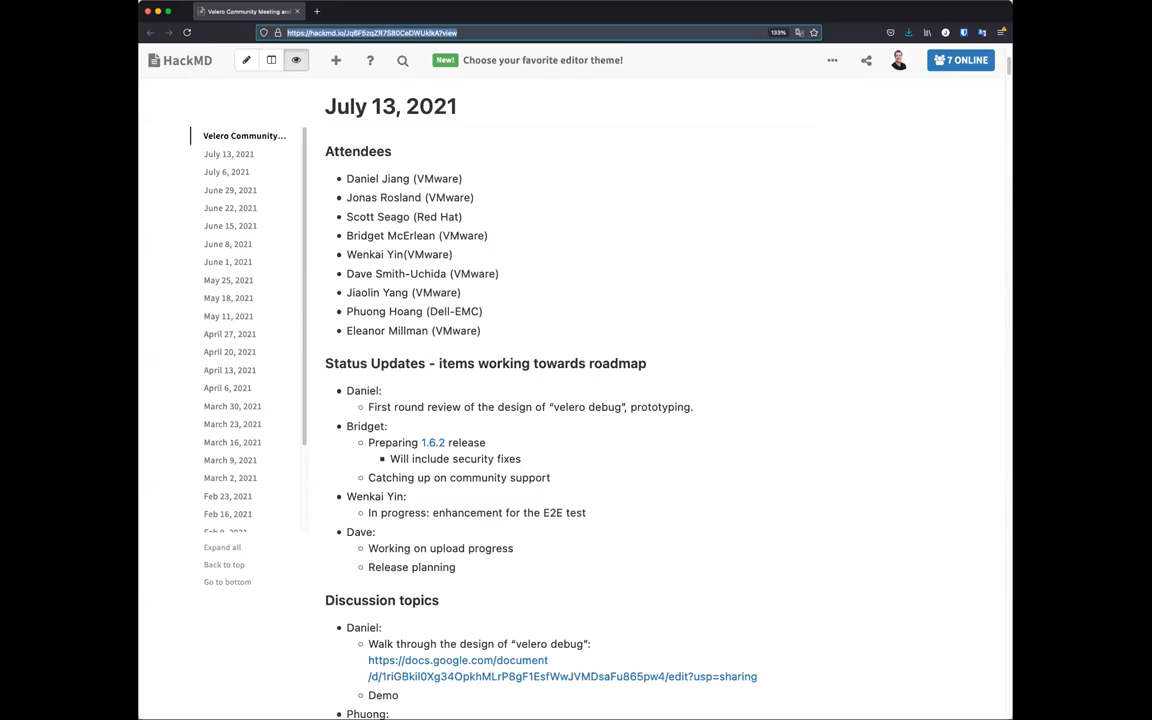 Velero Community Meeting an
https://hackmd.io/Jq6F5zqZR7S80CeDWUklkA?view
133%
HackMD
New! Choose your favorite editor theme!
7 ONLINE
Velero Community...
July 13, 2021
July 6, 2021
June 29, 2021
June 22, 2021
June 15, 2021
June 8, 2021
June 1, 2021
May 25, 2021
May 18, 2021
May 11, 2021
April 27, 2021
April 20, 2021
April 13, 2021
April 6, 2021
March 30, 2021
March 23, 2021
March 16, 2021
March 9, 2021
March 2, 2021
Feb 23, 2021
Feb 16, 2021
Feb 9, 2021
Expand all
Back to top
Go to bottom
July 13, 2021
Attendees
Daniel Jiang (VMware)
Jonas Rosland (VMware)
Scott Seago (Red Hat)
Bridget McErlean (VMware)
Wenkai Yin(VMware)
Dave Smith-Uchida (VMware)
Jiaolin Yang (VMware)
Phuong Hoang (Dell-EMC)
Eleanor Millman (VMware)
Status Updates - items working towards roadmap
Daniel:
First round review of the design of “velero debug”, prototyping.
Bridget:
Preparing 1.6.2 release
Will include security fixes
Catching up on community support
Wenkai Yin:
In progress: enhancement for the E2E test
Dave:
Working on upload progress
Release planning
Discussion topics
Daniel:
Walk through the design of “velero debug”:
https://docs.google.com/document
/d/1riGBkil0Xg34OpkhMLrP8gF1EsfWwJVMDsaFu865pw4/edit?usp=sharing
Demo
Phuong: